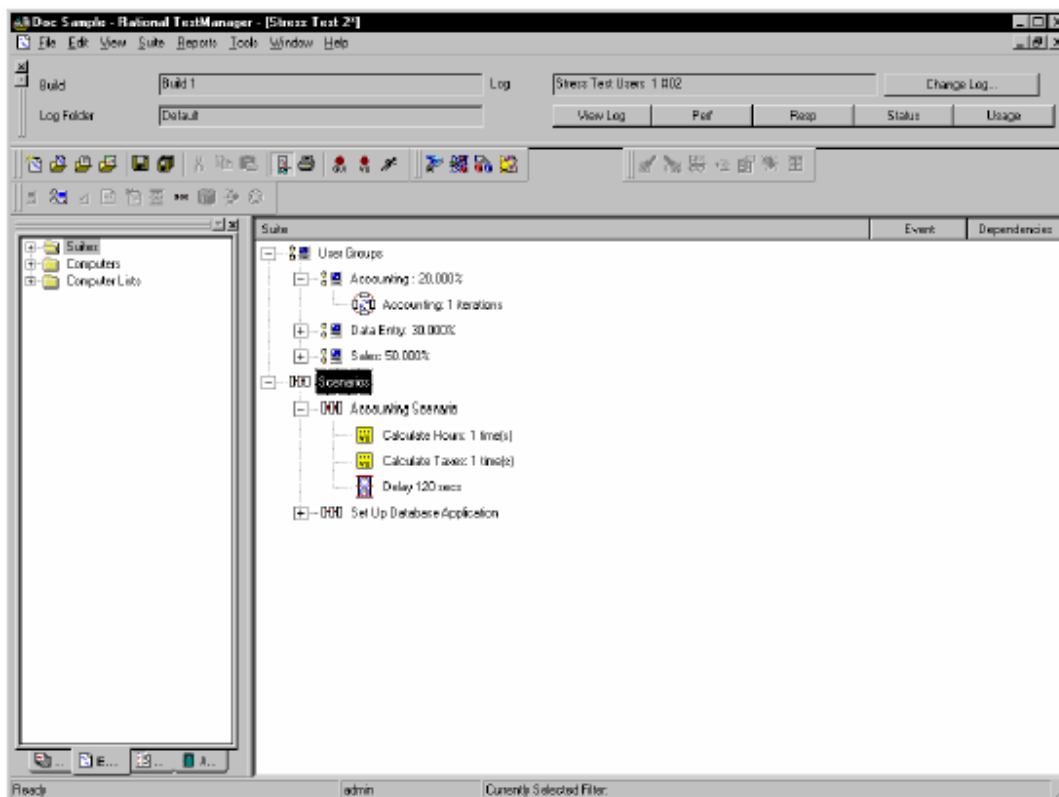 Doc Sample - Rational TestManager - [Stress Test 2*]
File Edit View Suite Reports Tools Window Help
Build Build 1 Log Stress Test Users 1 #02 Change Log...
Log Folder Default View Log Perf Resp Status Usage
Suite Event Dependencies
Suites
Computers
Computer Lists
User Groups
Accounting : 20.000%
Accounting: 1 iterations
Data Entry: 30.000%
Sales: 50.000%
Scenarios
Accounting Scenario
Calculate Hours: 1 time(s)
Calculate Taxes: 1 time(s)
Delay 120 secs
Set Up Database Application
... E... ... A...
Ready admin Currently Selected Filter: